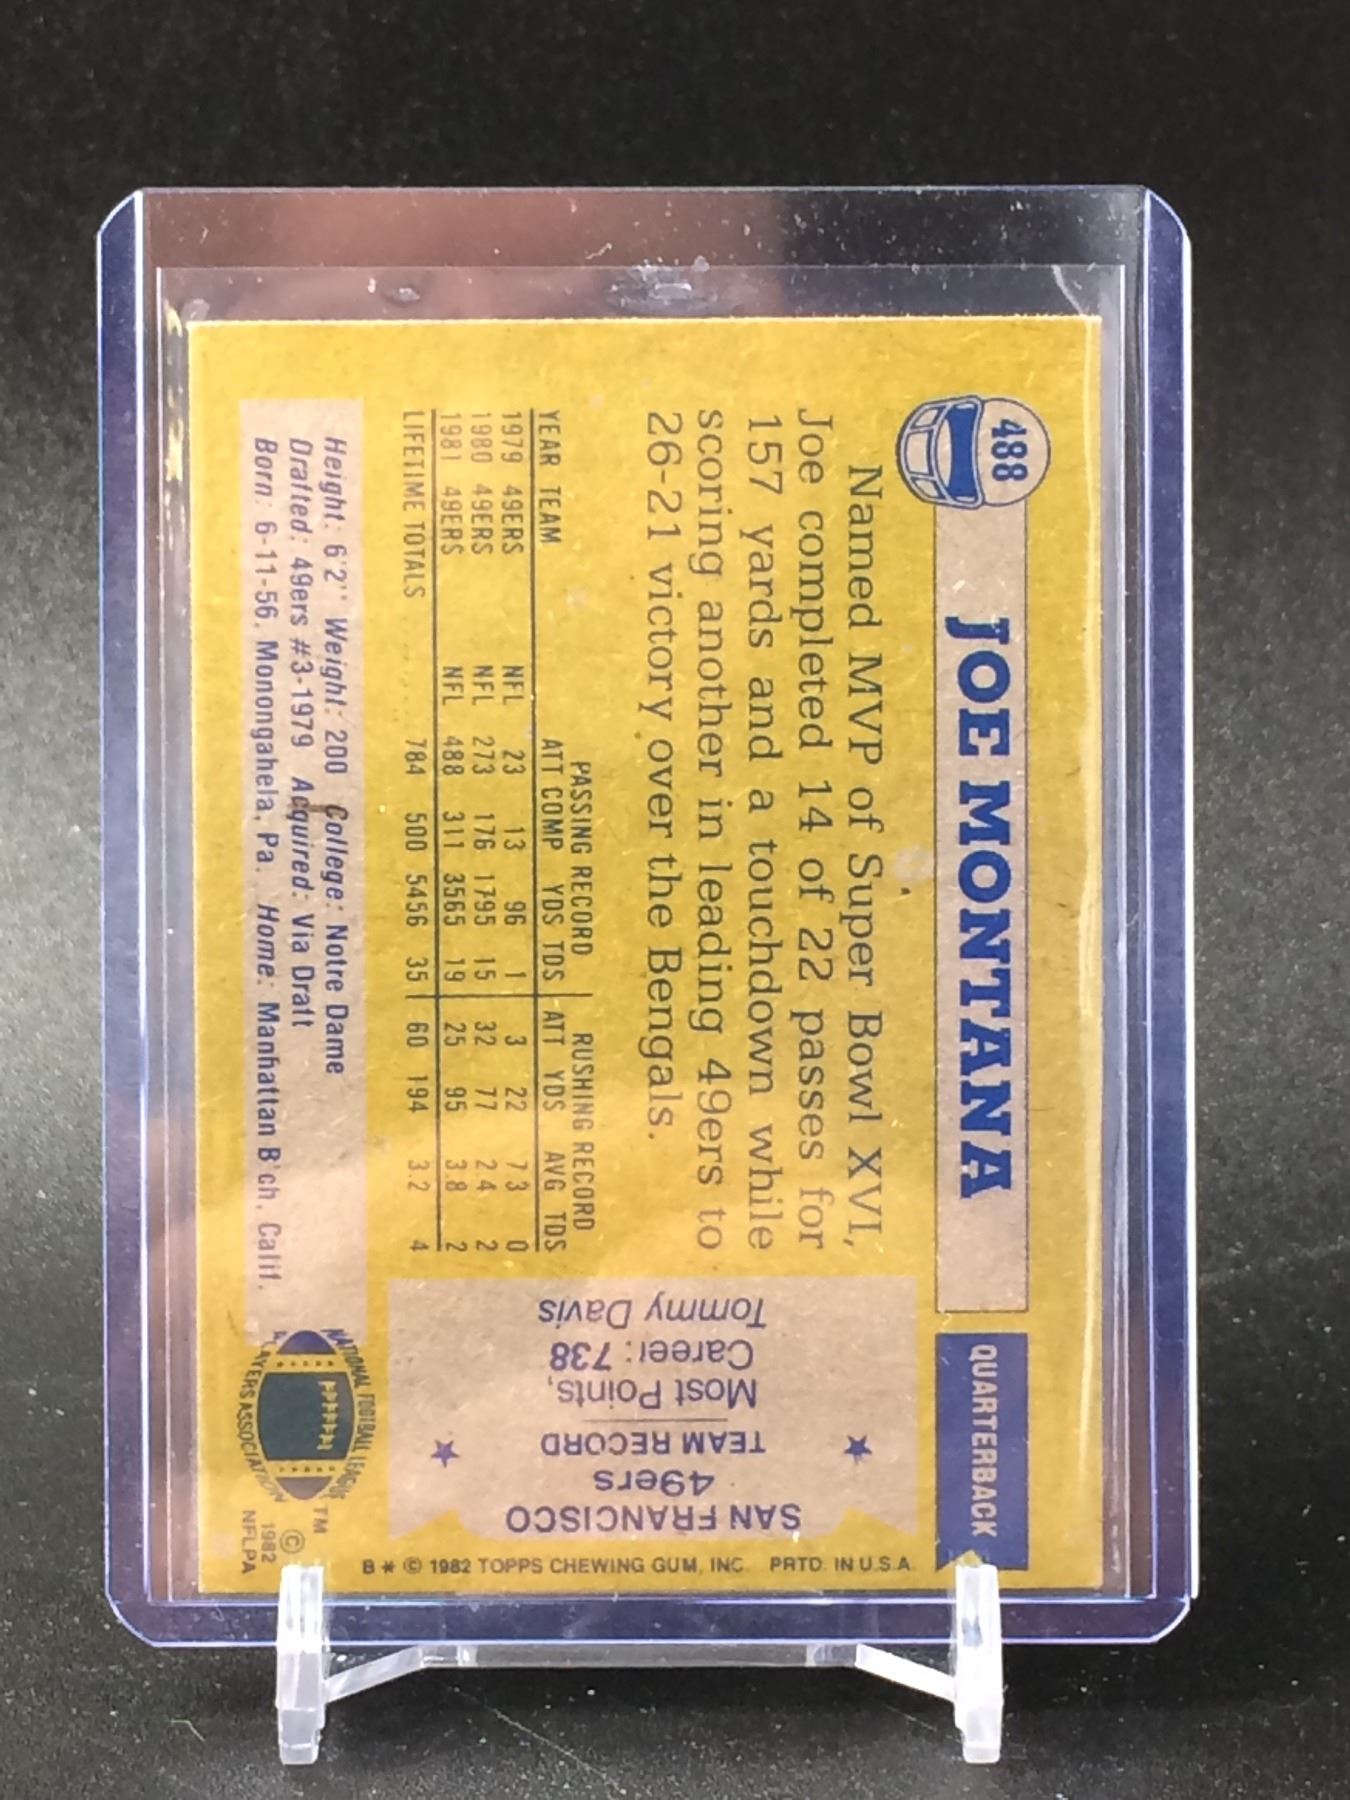 488
JOE MONTANA
QUARTERBACK
Named MVP of Super Bowl XVI,
Joe completed 14 of 22 passes for
157 yards and a touchdown while
scoring another in leading 49ers to
26-21 victory over the Bengals.
PASSING RECORD RUSHING RECORD
YEAR TEAM ATT COMP YDS TDS ATT YDS AVG TDS
1979 49ERS NFL 23 13 96 1 3 22 7.3 0
1980 49ERS NFL 273 176 1795 15 32 77 2.4 2
1981 49ERS NFL 488 311 3565 19 25 95 3.8 2
LIFETIME TOTALS ........ 784 500 5456 35 60 194 3.2 4
Height: 6'2" Weight: 200 College: Notre Dame
Drafted: 49ers #3-1979 Acquired: Via Draft
Born: 6-11-56, Monongahela, Pa. Home: Manhattan B'ch, Calif.
SAN FRANCISCO
49ers
TEAM RECORD
Most Points,
Career: 738
Tommy Davis
NATIONAL FOOTBALL LEAGUE
PLAYERS ASSOCIATION
TM
©
1982
NFLPA
B * © 1982 TOPPS CHEWING GUM, INC. PRTD. IN U.S.A.